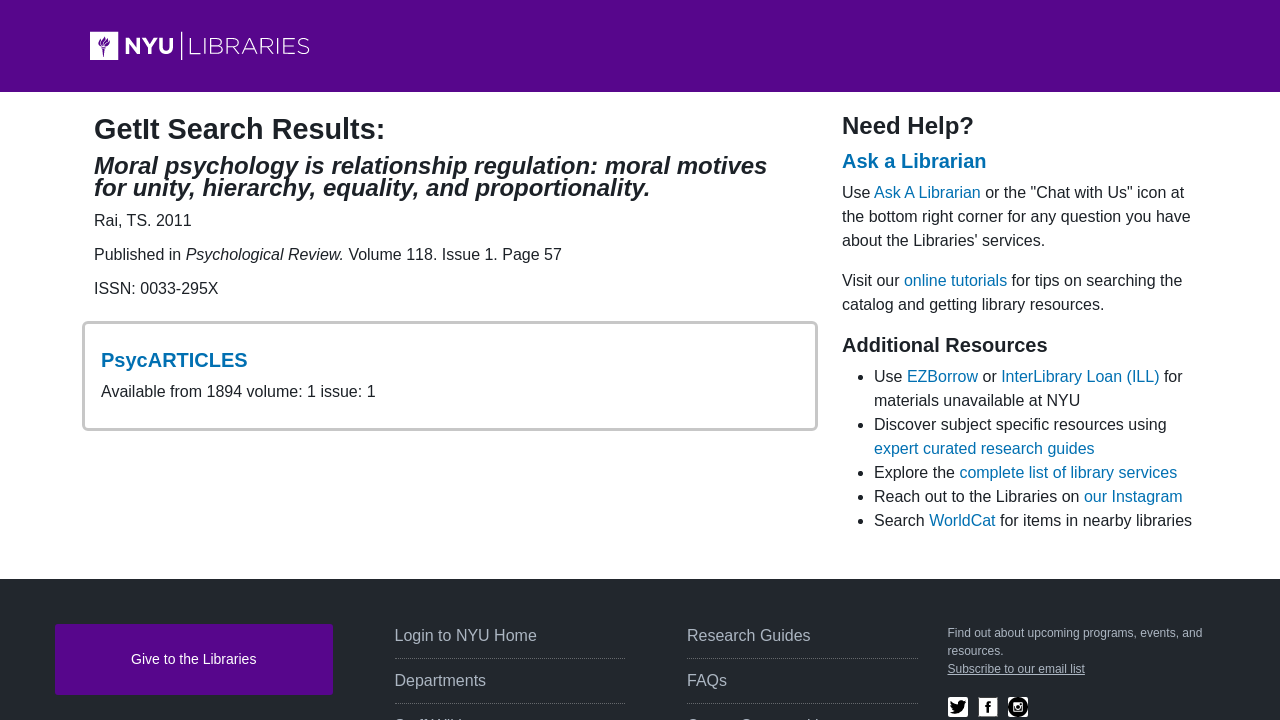 NYU LIBRARIES
GetIt Search Results:
Moral psychology is relationship regulation: moral motives
for unity, hierarchy, equality, and proportionality.
Rai, TS. 2011
Published in Psychological Review. Volume 118. Issue 1. Page 57
ISSN: 0033-295X
PsycARTICLES
Available from 1894 volume: 1 issue: 1
Need Help?
Ask a Librarian
Use Ask A Librarian or the "Chat with Us" icon at
the bottom right corner for any question you have
about the Libraries' services.
Visit our online tutorials for tips on searching the
catalog and getting library resources.
Additional Resources
Use EZBorrow or InterLibrary Loan (ILL) for
materials unavailable at NYU
Discover subject specific resources using
expert curated research guides
Explore the complete list of library services
Reach out to the Libraries on our Instagram
Search WorldCat for items in nearby libraries
Give to the Libraries
Login to NYU Home
Departments
Research Guides
FAQs
Find out about upcoming programs, events, and
resources.
Subscribe to our email list